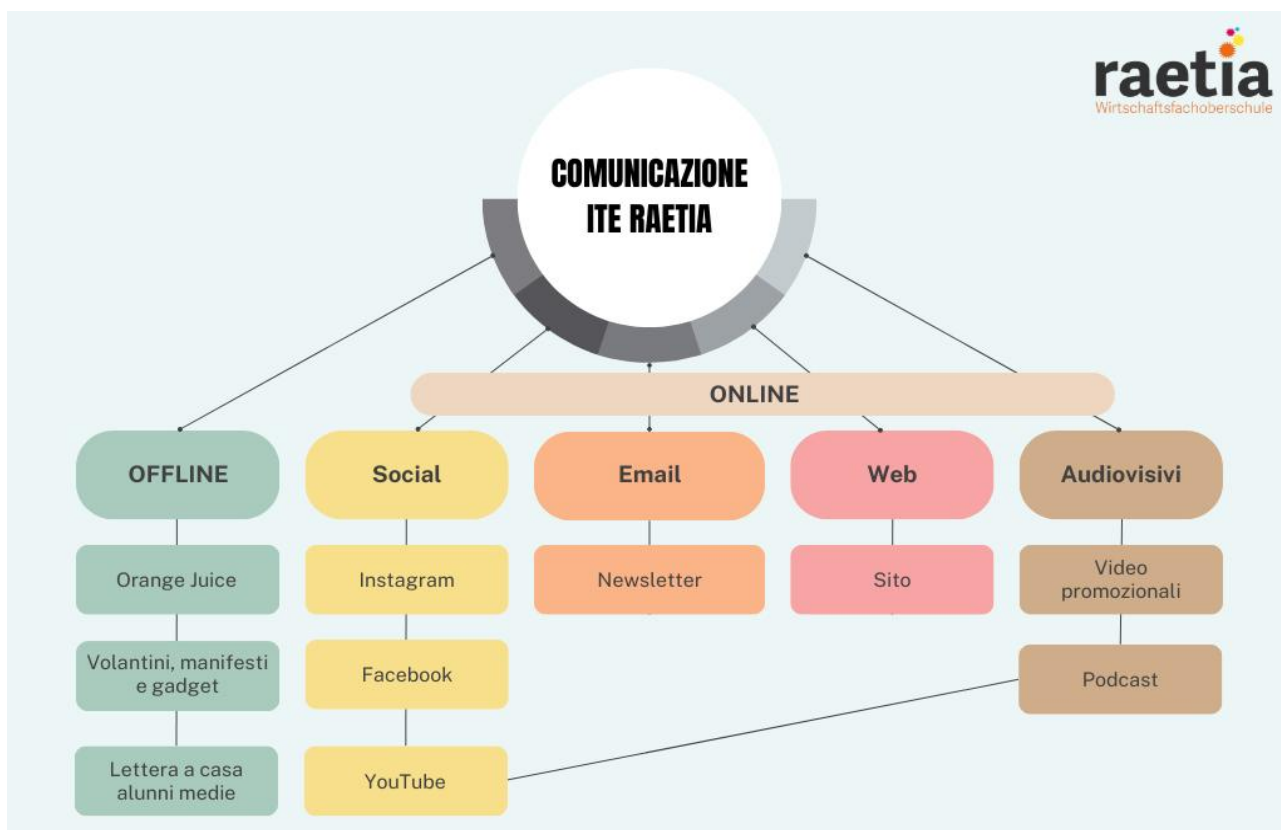 raetia
Wirtschaftsfachoberschule
COMUNICAZIONE
ITE RAETIA
ONLINE
OFFLINE
Social
Email
Web
Audiovisivi
Orange Juice
Instagram
Newsletter
Sito
Video
promozionali
Volantini, manifesti
e gadget
Facebook
Podcast
Lettera a casa
alunni medie
YouTube